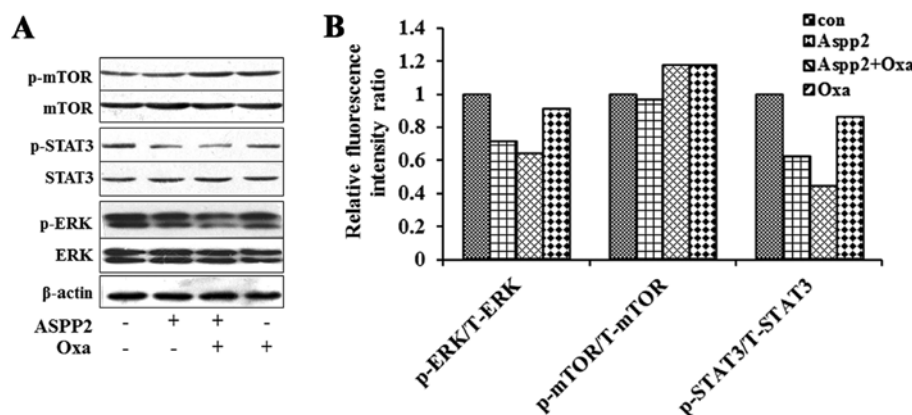 A
p-mTOR
mTOR
p-STAT3
STAT3
p-ERK
ERK
β-actin
ASPP2 - + + -
Oxa - - + +
B
Relative fluorescence
intensity ratio
1.4
1.2
1
0.8
0.6
0.4
0.2
0
p-ERK/T-ERK
p-mTOR/T-mTOR
p-STAT3/T-STAT3
con
Aspp2
Aspp2+Oxa
Oxa